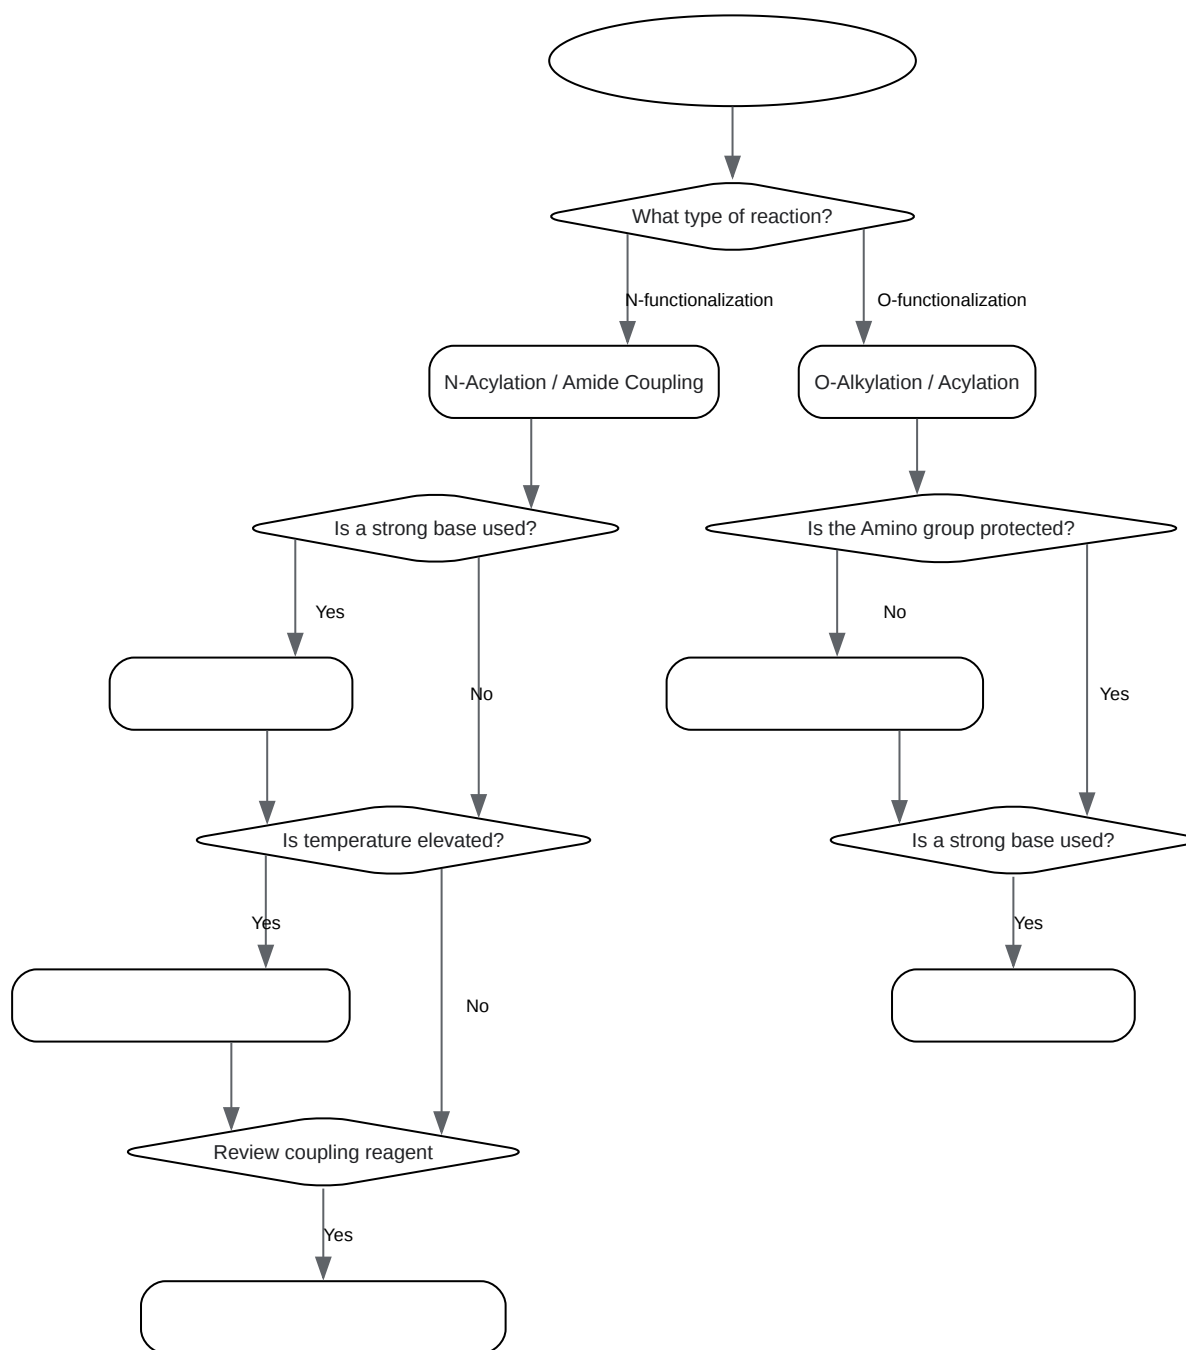 What type of reaction?
N-functionalization
O-functionalization
N-Acylation / Amide Coupling
O-Alkylation / Acylation
Is a strong base used?
Is the Amino group protected?
Yes
No
No
Yes
Is temperature elevated?
Is a strong base used?
Yes
Yes
No
Review coupling reagent
Yes